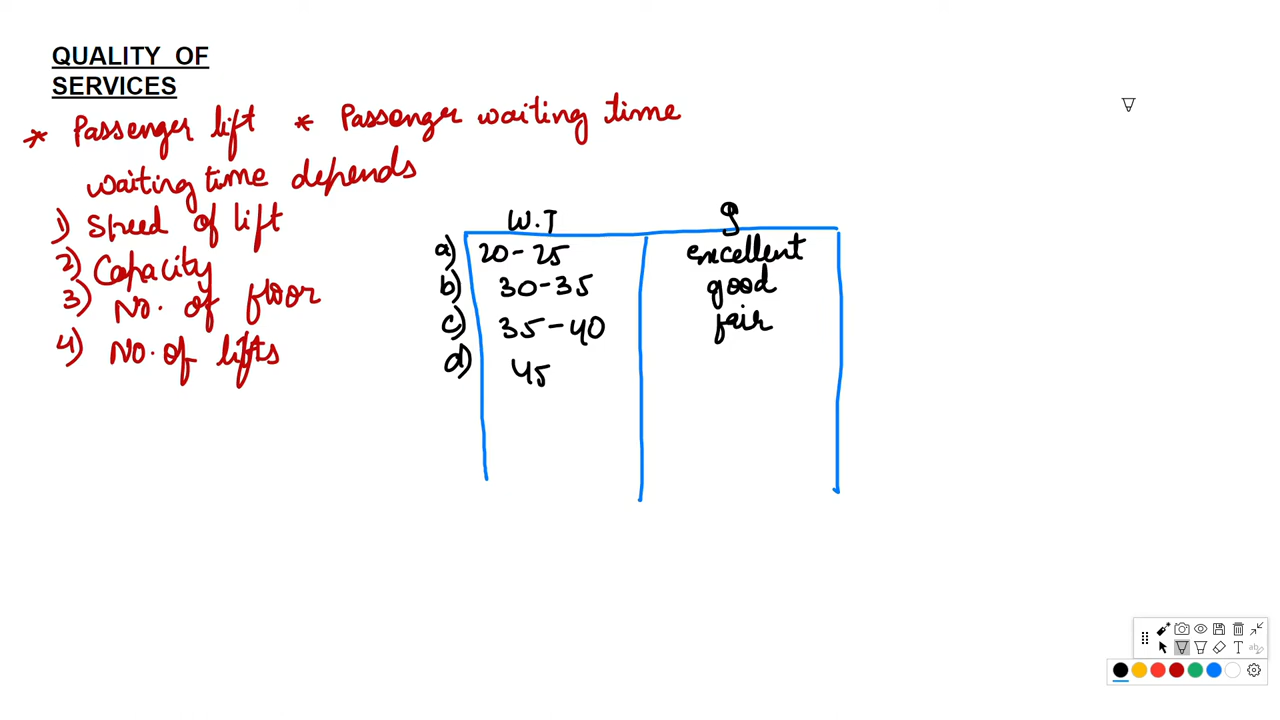 QUALITY OF
SERVICES
* Passenger lift * Passenger waiting time
waiting time depends
1) Speed of lift
2) Capacity
3) No. of floor
4) No. of lifts
W.T
a) 20-25 excellent
b) 30-35 good
c) 35-40 fair
d) 45